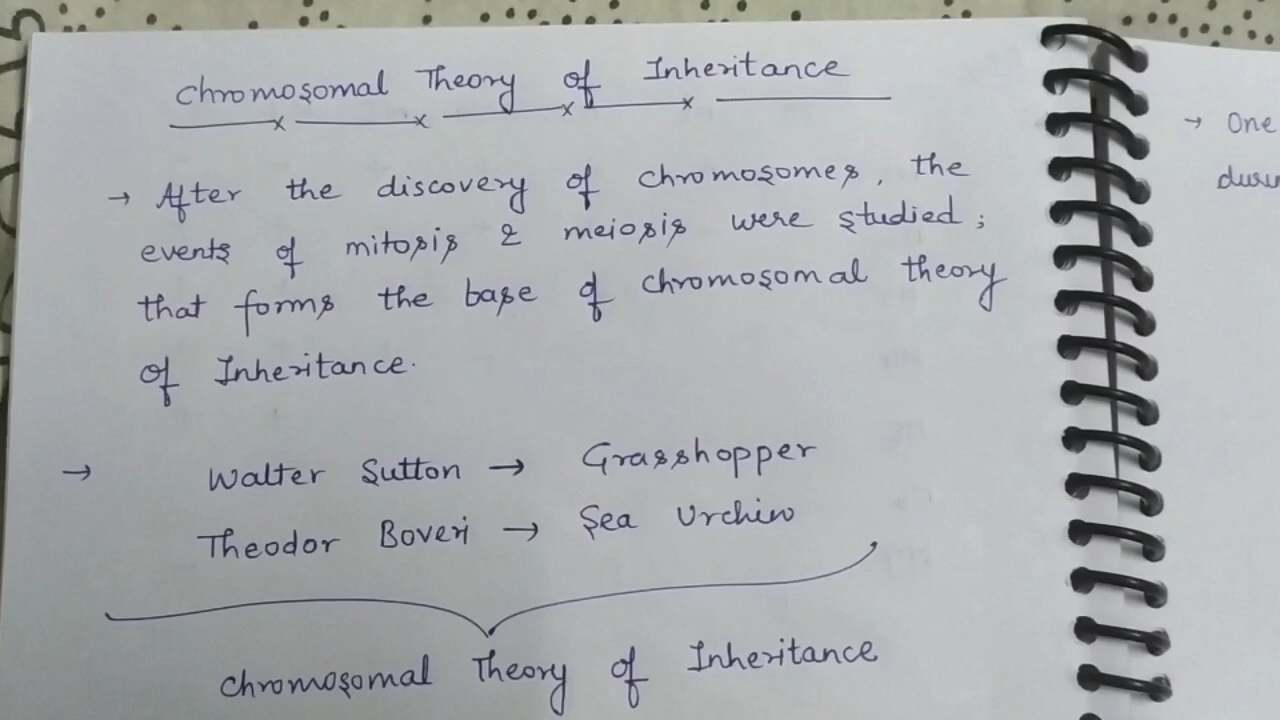 Chromosomal Theory of Inheritance
→ After the discovery of chromosomes, the
events of mitosis & meiosis were studied;
that forms the base of chromosomal theory
of Inheritance.
→ Walter Sutton → Grasshopper
Theodor Boveri → Sea Urchin
Chromosomal Theory of Inheritance
→ One